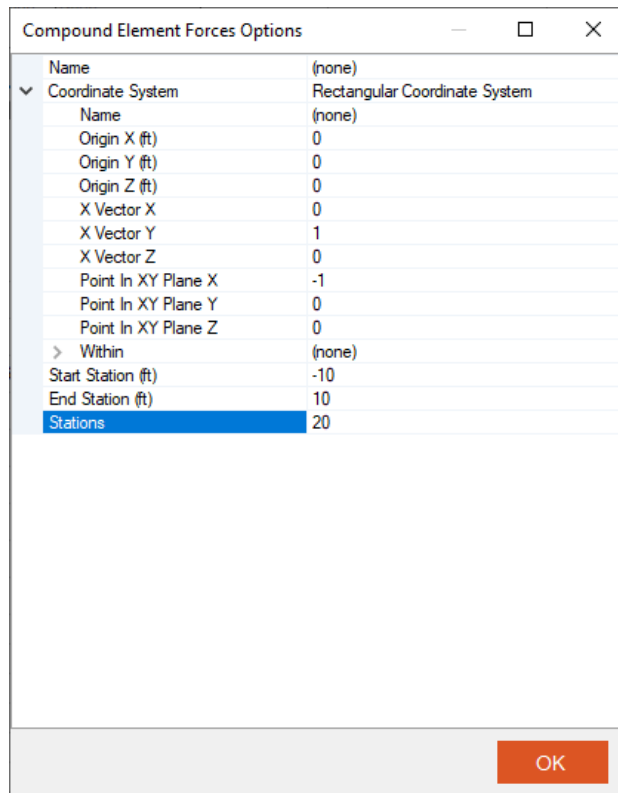 Compound Element Forces Options
Name (none)
Coordinate System Rectangular Coordinate System
Name (none)
Origin X (ft) 0
Origin Y (ft) 0
Origin Z (ft) 0
X Vector X 0
X Vector Y 1
X Vector Z 0
Point In XY Plane X -1
Point In XY Plane Y 0
Point In XY Plane Z 0
Within (none)
Start Station (ft) -10
End Station (ft) 10
Stations 20
OK